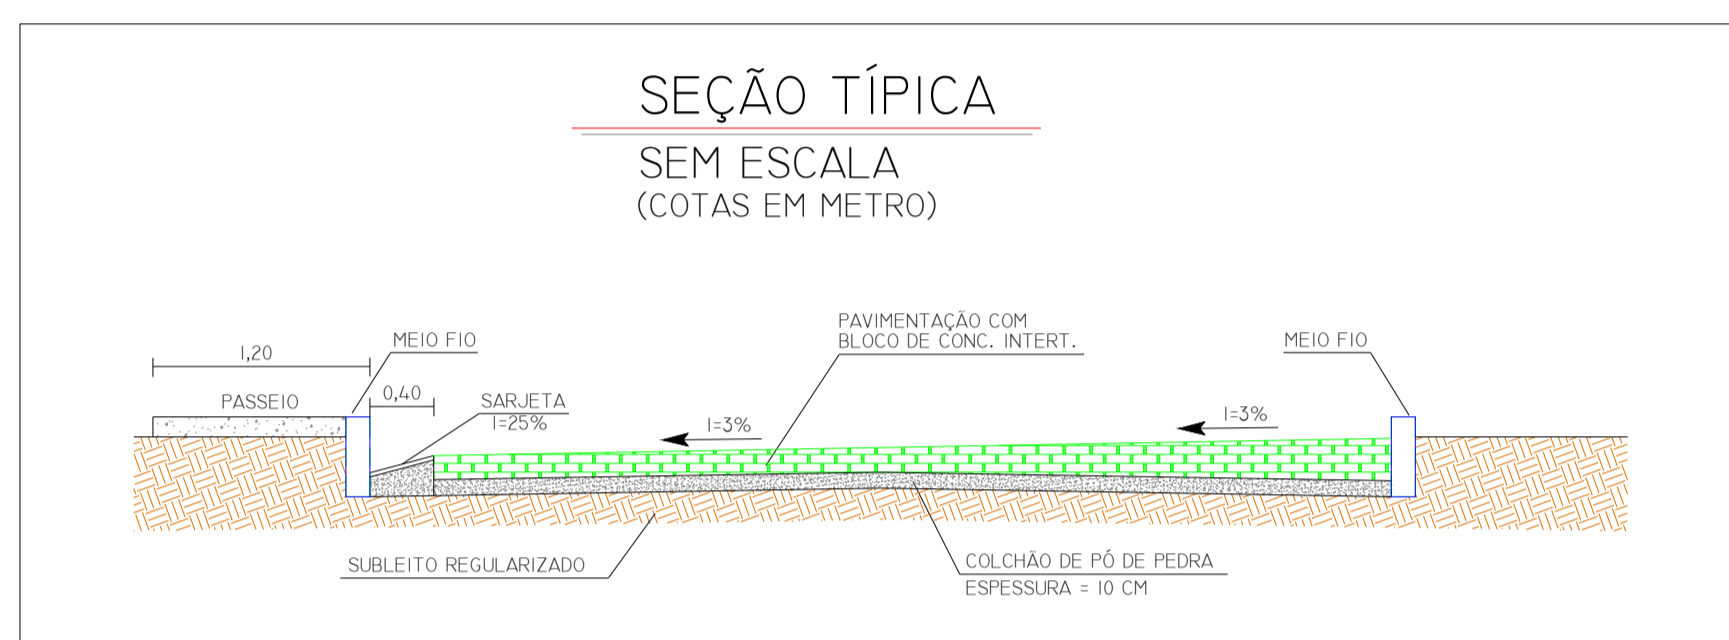 SEÇÃO TÍPICA
SEM ESCALA
(COTAS EM METRO)
PAVIMENTAÇÃO COM
BLOCO DE CONC. INTERT.
MEIO FIO
MEIO FIO
1,20
0,40
PASSEIO
SARJETA
I=25%
I=3%
I=3%
SUBLEITO REGULARIZADO
COLCHÃO DE PÓ DE PEDRA
ESPESSURA = 10 CM